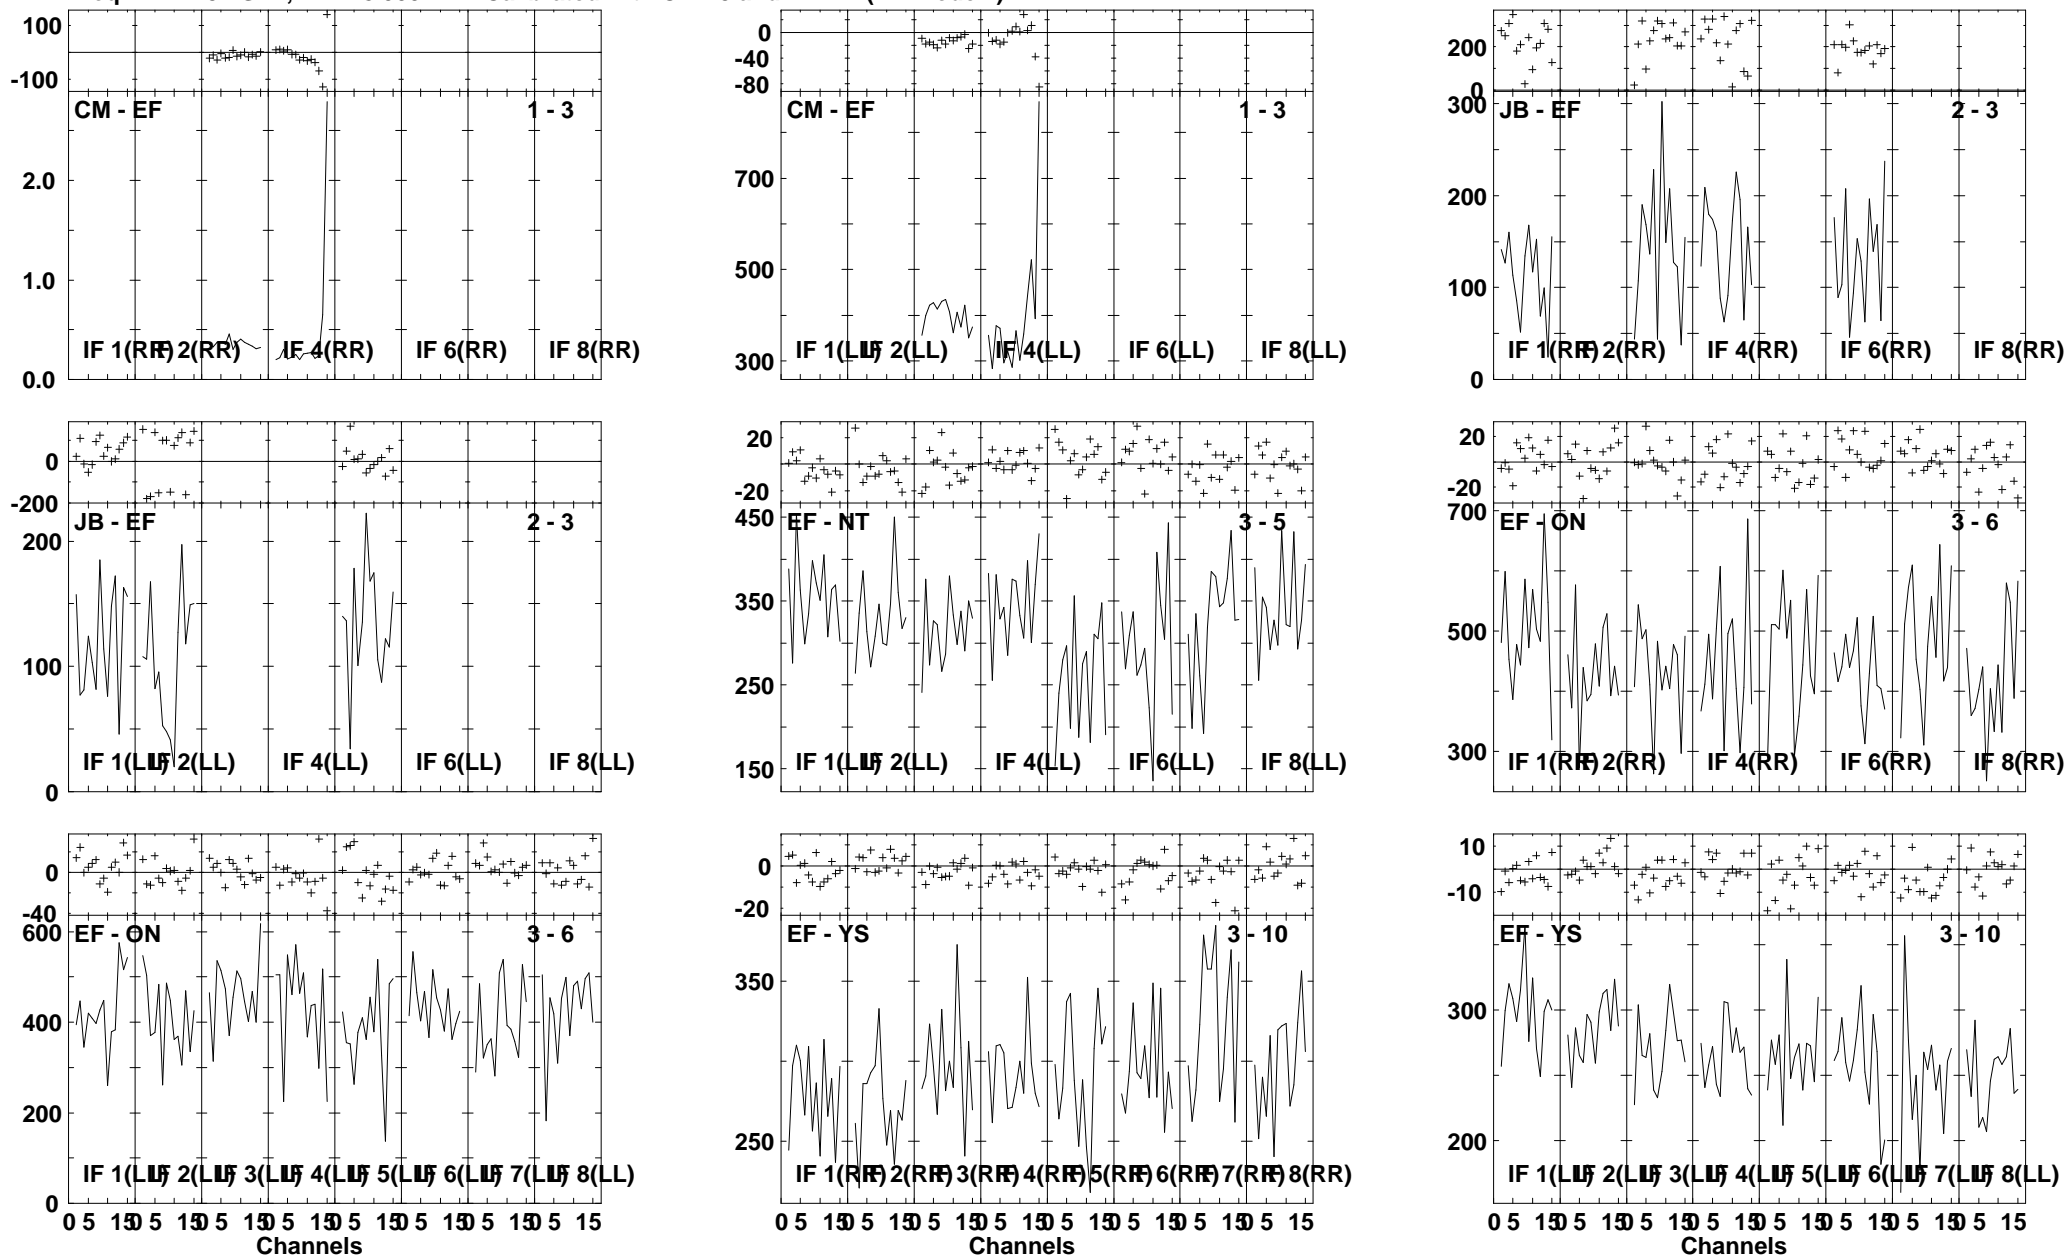 100
-100
CM - EF 1 - 3
2.0
1.0
0.0
IF 1(RR) IF 2(RR) IF 4(RR) IF 6(RR) IF 8(RR)
0
-40
-80
CM - EF 1 - 3
700
500
300
IF 1(LL) IF 2(LL) IF 4(LL) IF 6(LL) IF 8(LL)
200
0
300
JB - EF 2 - 3
200
100
0
IF 1(RR) IF 2(RR) IF 4(RR) IF 6(RR) IF 8(RR)
0
-200
JB - EF 2 - 3
200
100
0
IF 1(LL) IF 2(LL) IF 4(LL) IF 6(LL) IF 8(LL)
20
0
-20
450
EF - NT 3 - 5
350
250
150
IF 1(LL) IF 2(LL) IF 4(LL) IF 6(LL) IF 8(LL)
20
0
-20
700
EF - ON 3 - 6
500
300
IF 1(RR) IF 2(RR) IF 4(RR) IF 6(RR) IF 8(RR)
0
-40
600
EF - ON 3 - 6
400
200
0
IF 1(LL) IF 2(LL) IF 3(LL) IF 4(LL) IF 5(LL) IF 6(LL) IF 7(LL) IF 8(LL)
0 5 15 0 5 15 0 5 15 0 5 15 0 5 15 0 5 15 0 5 15 0 5 15
Channels
0
-20
EF - YS 3 - 10
350
250
IF 1(RR) IF 2(RR) IF 3(RR) IF 4(RR) IF 5(RR) IF 6(RR) IF 7(RR) IF 8(RR)
0 5 15 0 5 15 0 5 15 0 5 15 0 5 15 0 5 15 0 5 15 0 5 15
Channels
10
-10
EF - YS 3 - 10
300
200
IF 1(LL) IF 2(LL) IF 3(LL) IF 4(LL) IF 5(LL) IF 6(LL) IF 7(LL) IF 8(LL)
0 5 15 0 5 15 0 5 15 0 5 15 0 5 15 0 5 15 0 5 15 0 5 15
Channels